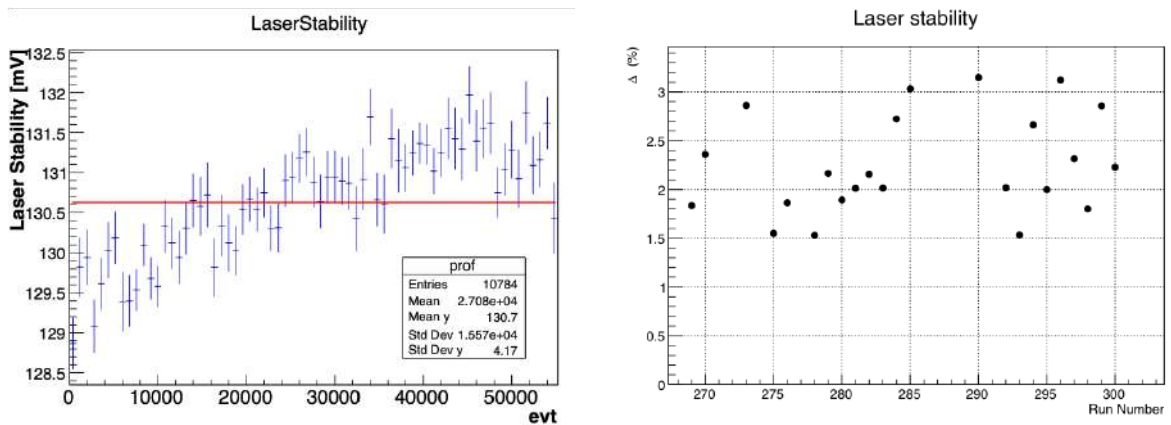 LaserStability
Laser Stability [mV]
132.5
132
131.5
131
130.5
130
129.5
129
128.5
0 10000 20000 30000 40000 50000
evt
prof
Entries 10784
Mean 2.708e+04
Mean y 130.7
Std Dev 1.557e+04
Std Dev y 4.17
Laser stability
Δ (%)
3
2.5
2
1.5
1
0.5
0
270 275 280 285 290 295 300
Run Number